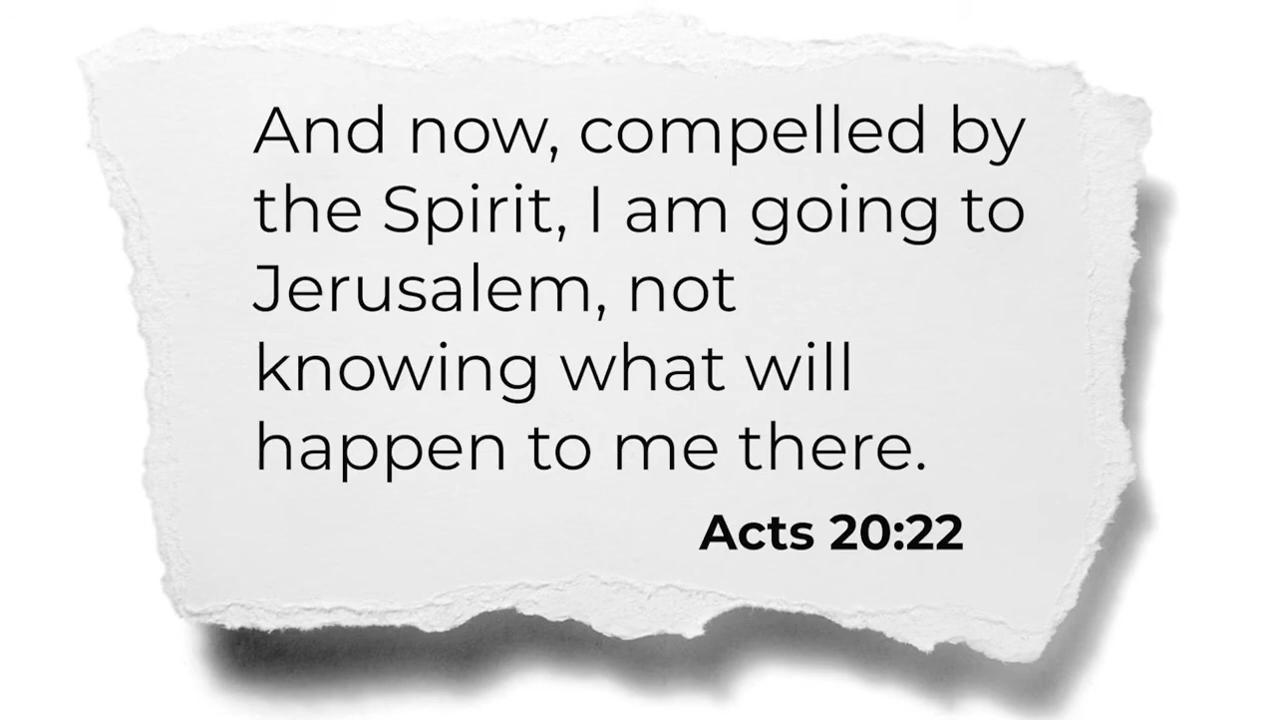 And now, compelled by
the Spirit, I am going to
Jerusalem, not
knowing what will
happen to me there.
Acts 20:22